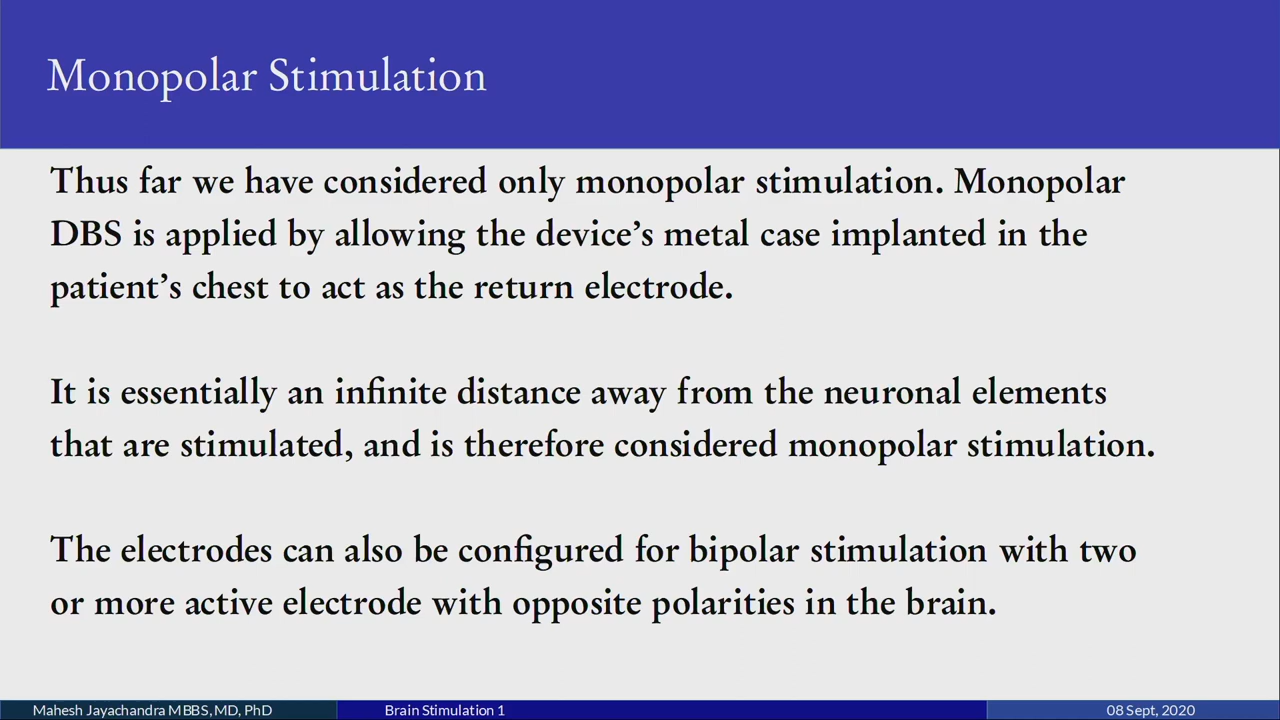 Monopolar Stimulation
Thus far we have considered only monopolar stimulation. Monopolar
DBS is applied by allowing the device’s metal case implanted in the
patient’s chest to act as the return electrode.
It is essentially an infinite distance away from the neuronal elements
that are stimulated, and is therefore considered monopolar stimulation.
The electrodes can also be configured for bipolar stimulation with two
or more active electrode with opposite polarities in the brain.
Mahesh Jayachandra MBBS, MD, PhD
Brain Stimulation 1
08 Sept, 2020